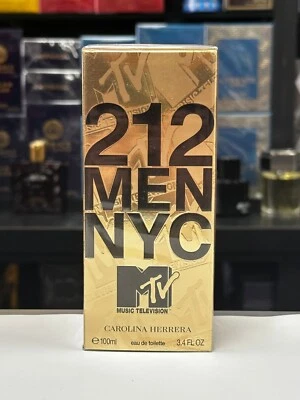 212
MEN
NYC
MTV
MUSIC TELEVISION
CAROLINA HERRERA
℮ 100ml eau de toilette 3.4 FL OZ